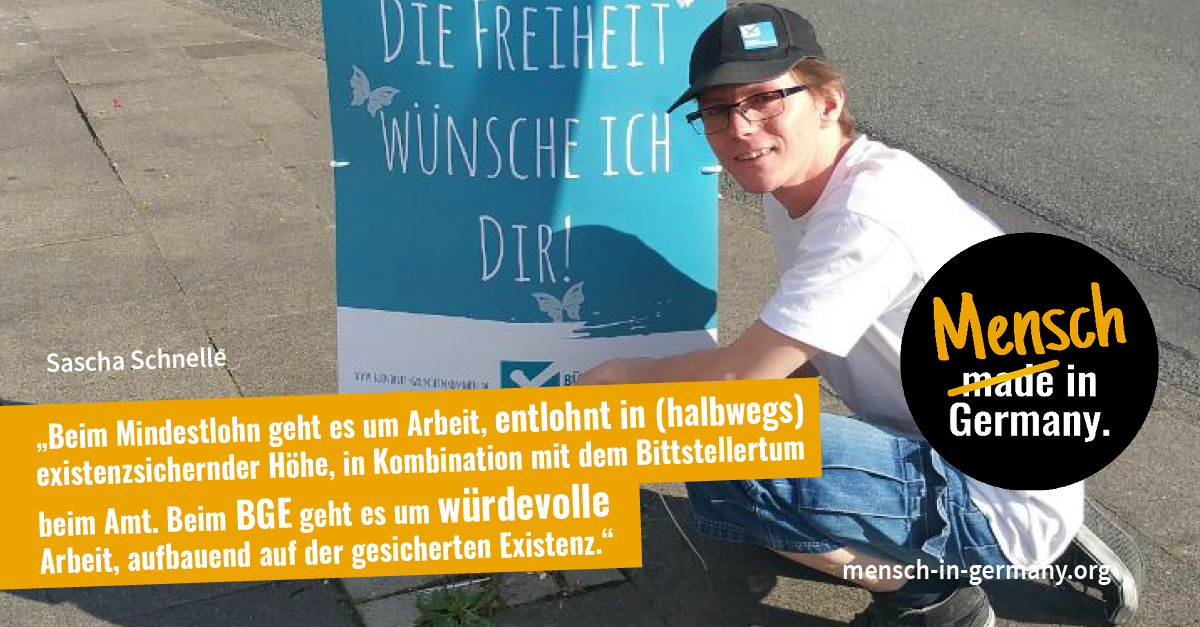 DIE FREIHEIT*
WÜNSCHE ICH
DIR!
BÜ
Sascha Schnelle
„Beim Mindestlohn geht es um Arbeit, entlohnt in (halbwegs)
existenzsichernder Höhe, in Kombination mit dem Bittstellertum
beim Amt. Beim BGE geht es um würdevolle
Arbeit, aufbauend auf der gesicherten Existenz.“
Mensch
made in
Germany.
mensch-in-germany.org